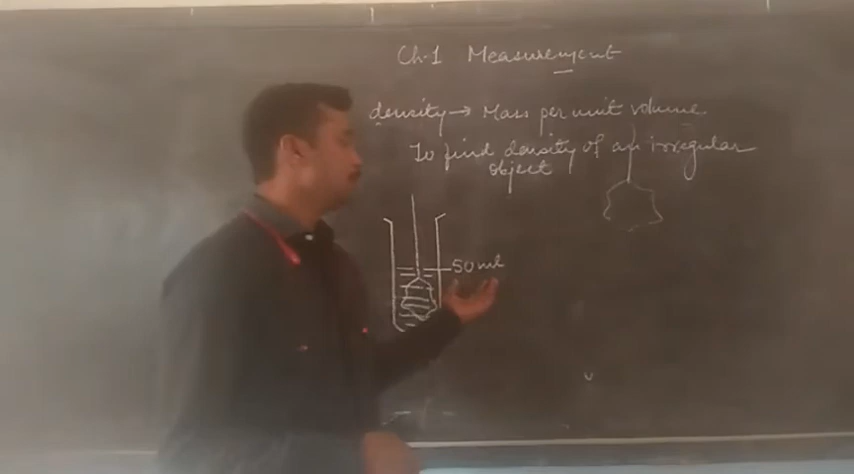 Ch-1 Measurement
density → Mass per unit volume
To find density of an irregular
object
50 ml